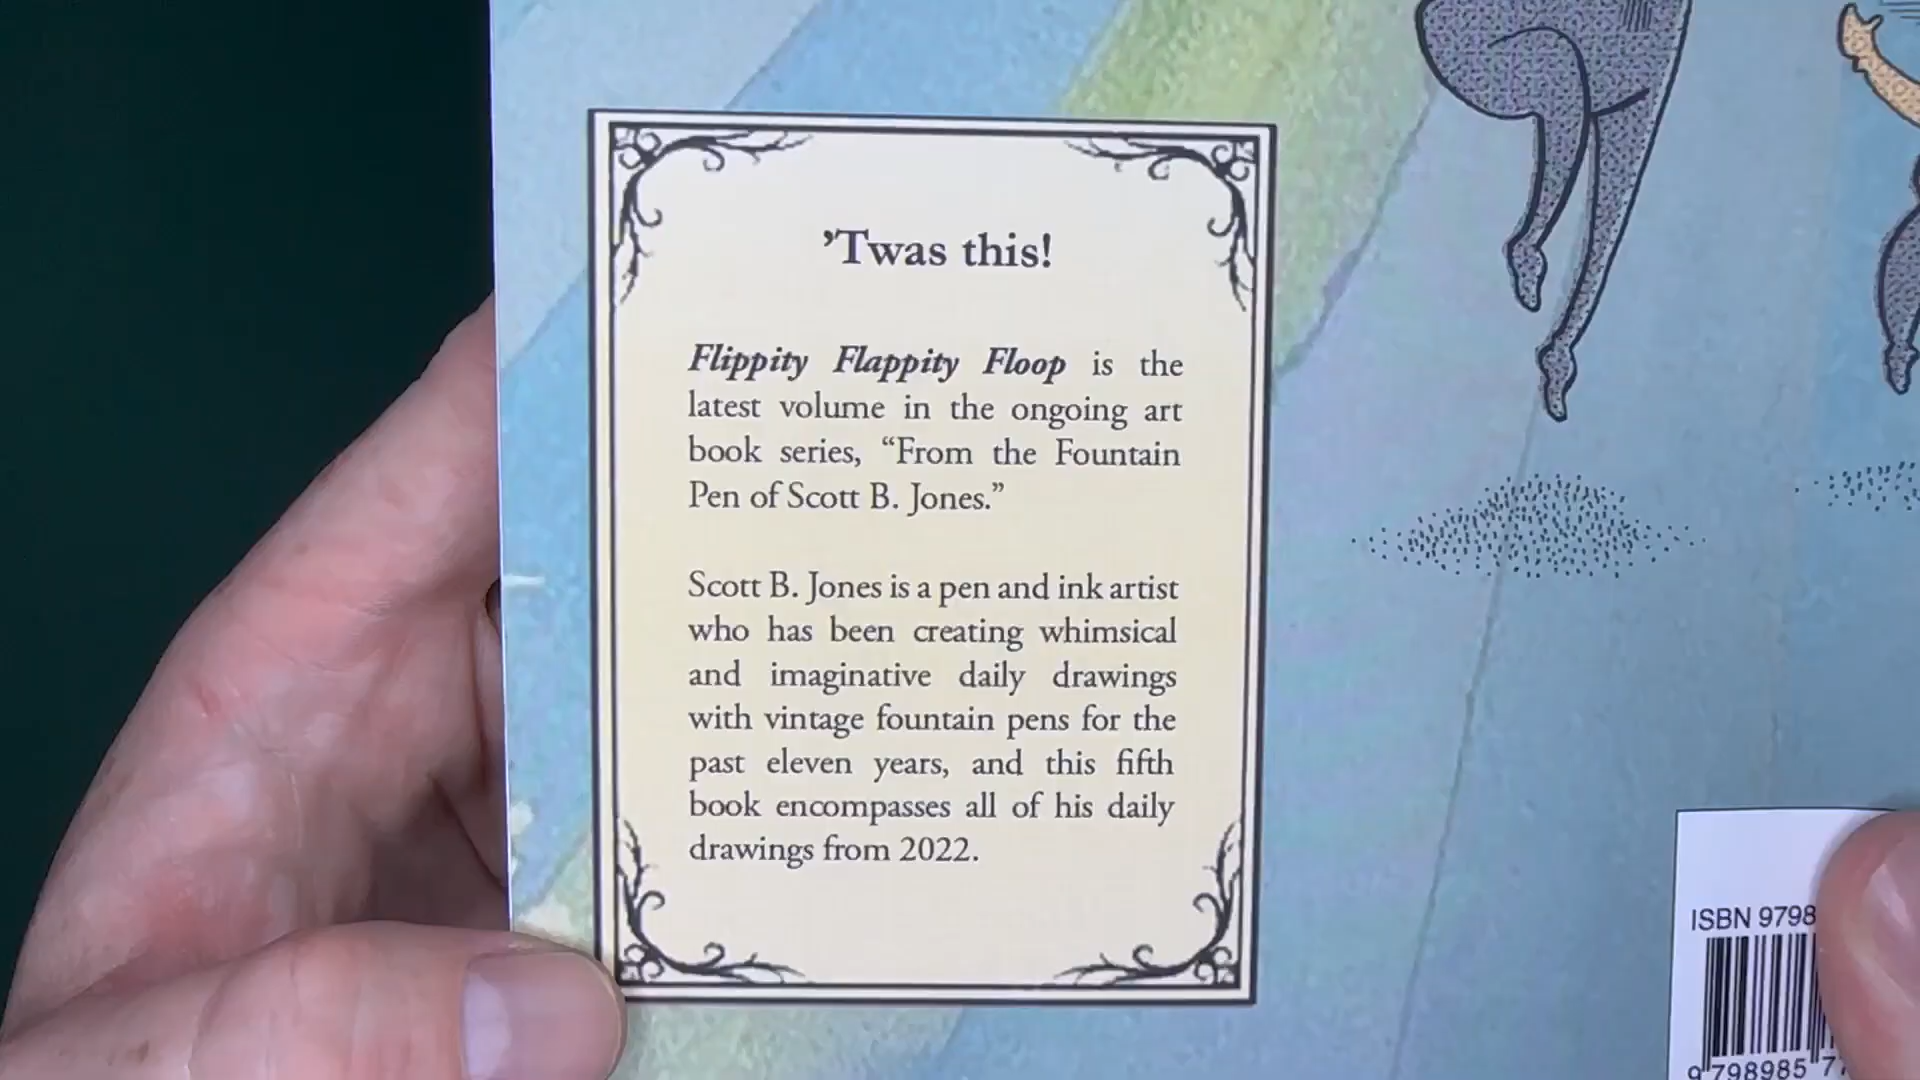 ’Twas this!
Flippity Flappity Floop is the
latest volume in the ongoing art
book series, “From the Fountain
Pen of Scott B. Jones.”
Scott B. Jones is a pen and ink artist
who has been creating whimsical
and imaginative daily drawings
with vintage fountain pens for the
past eleven years, and this fifth
book encompasses all of his daily
drawings from 2022.
ISBN 9798
9 798985 77